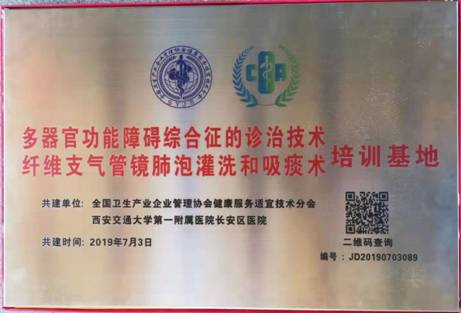 多器官功能障碍综合征的诊治技术
纤维支气管镜肺泡灌洗和吸痰术
培训基地
共建单位：全国卫生产业企业管理协会健康服务适宜技术分会
西安交通大学第一附属医院长安区医院
共建时间：2019年7月3日
二维码查询
编号：JD20190703089